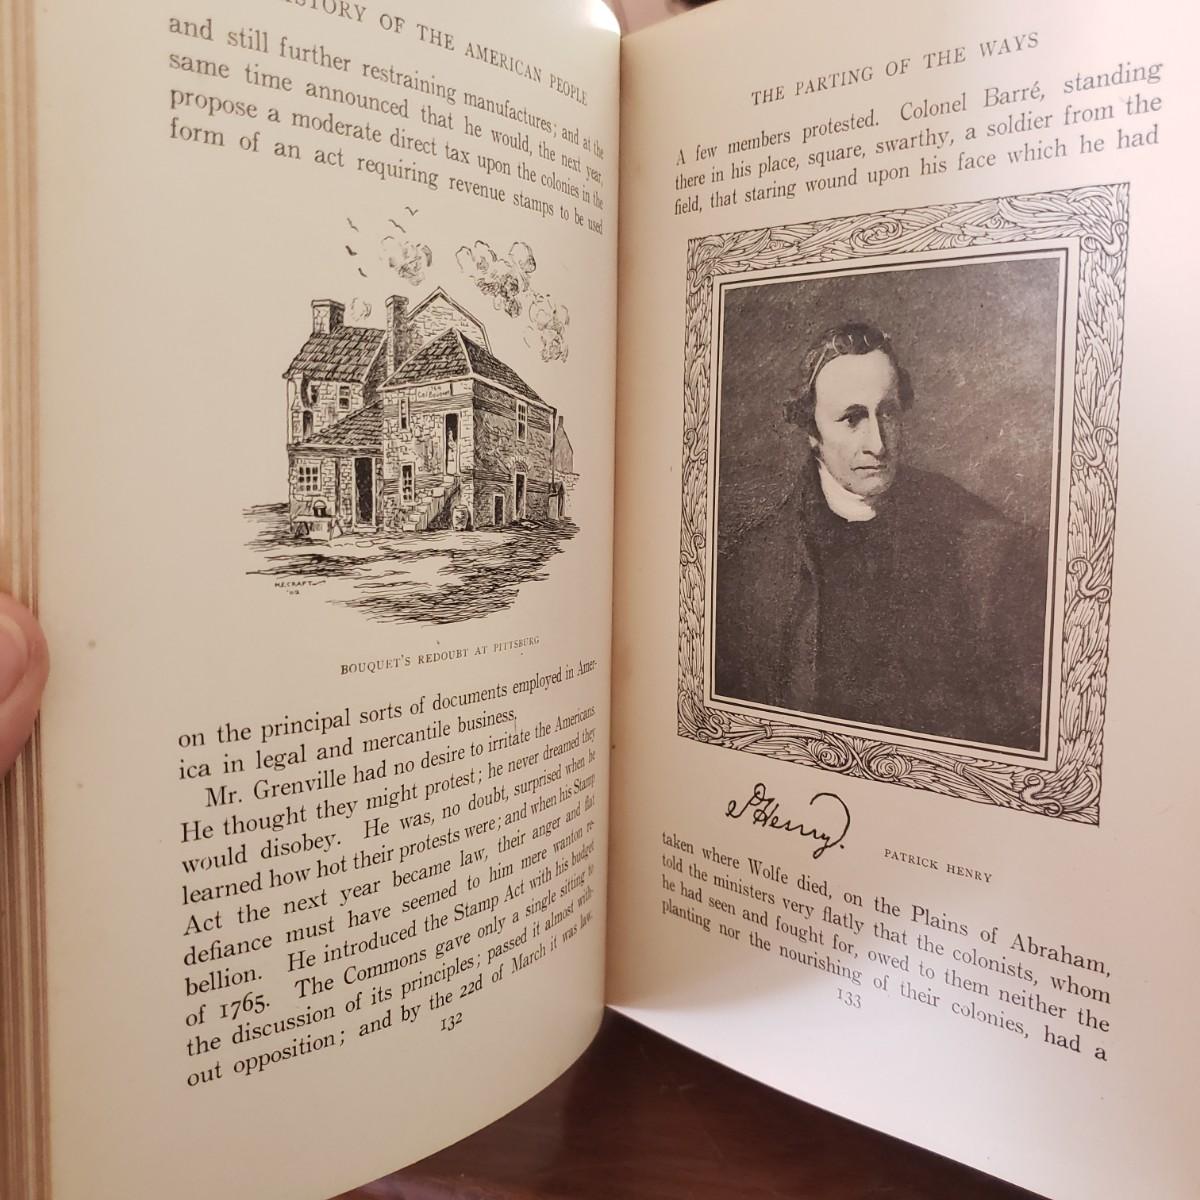 HISTORY OF THE AMERICAN PEOPLE
and still further restraining manufactures; and at the
same time announced that he would, the next year,
propose a moderate direct tax upon the colonies in the
form of an act requiring revenue stamps to be used
M.E.CRAFT
'02
BOUQUET'S REDOUBT AT PITTSBURG
on the principal sorts of documents employed in Amer-
ica in legal and mercantile business.
Mr. Grenville had no desire to irritate the Americans.
He thought they might protest; he never dreamed they
would disobey. He was, no doubt, surprised when he
learned how hot their protests were; and when his Stamp
Act the next year became law, their anger and flat
defiance must have seemed to him mere wanton re-
bellion. He introduced the Stamp Act with his budget
of 1765. The Commons gave only a single sitting to
the discussion of its principles; passed it almost with-
out opposition; and by the 22d of March it was law.
132
THE PARTING OF THE WAYS
A few members protested. Colonel Barré, standing
there in his place, square, swarthy, a soldier from the
field, that staring wound upon his face which he had
P. Henry.
PATRICK HENRY
taken where Wolfe died, on the Plains of Abraham,
told the ministers very flatly that the colonists, whom
he had seen and fought for, owed to them neither the
planting nor the nourishing of their colonies, had a
133